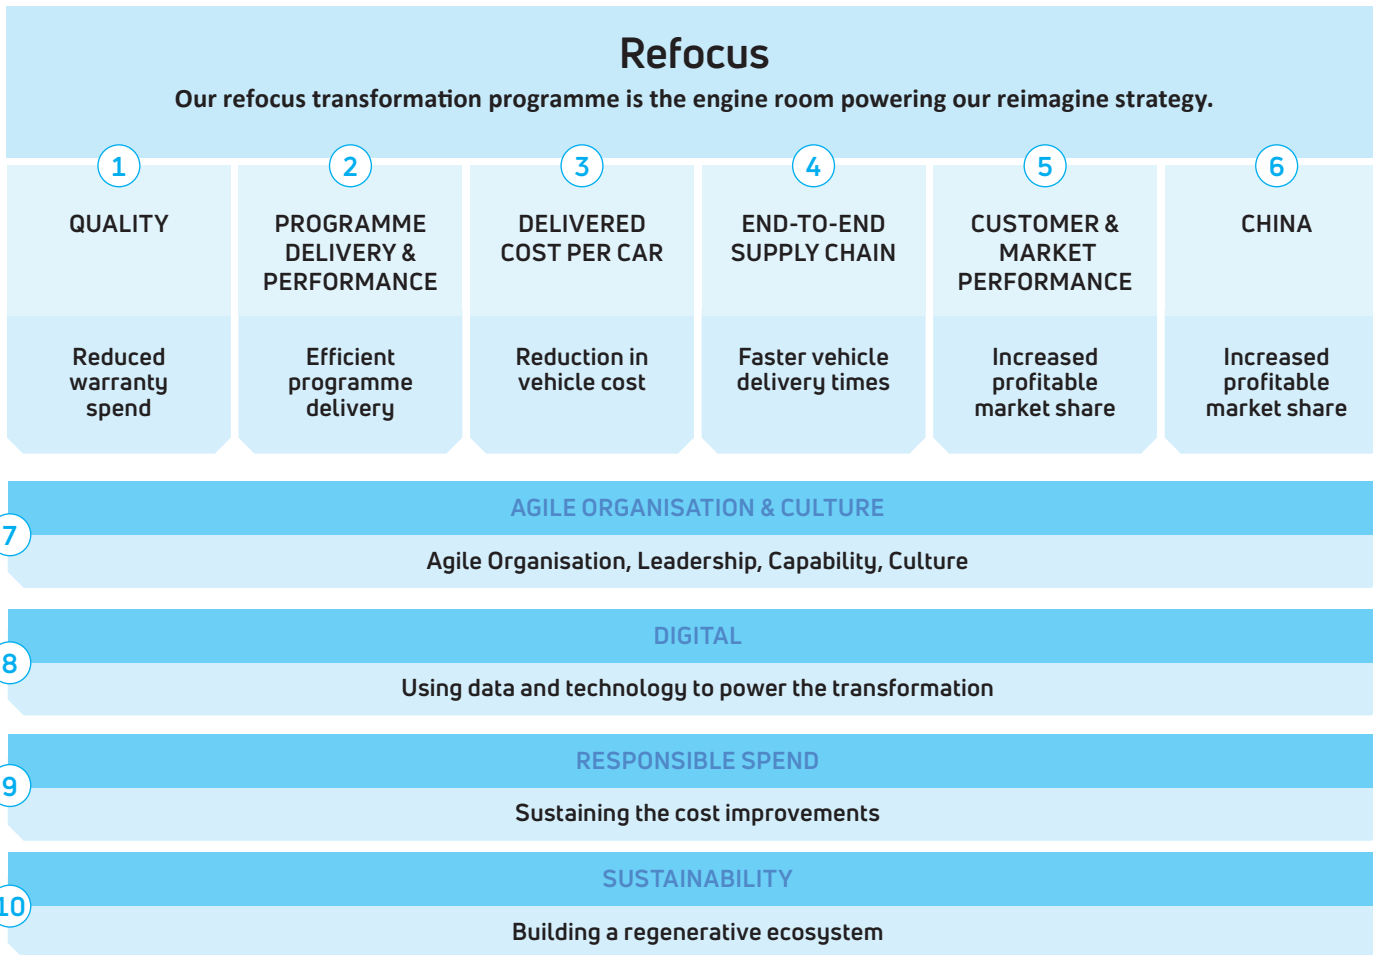 Refocus
Our refocus transformation programme is the engine room powering our reimagine strategy.
1
QUALITY
Reduced
warranty
spend
2
PROGRAMME
DELIVERY &
PERFORMANCE
Efficient
programme
delivery
3
DELIVERED
COST PER CAR
Reduction in
vehicle cost
4
END-TO-END
SUPPLY CHAIN
Faster vehicle
delivery times
5
CUSTOMER &
MARKET
PERFORMANCE
Increased
profitable
market share
6
CHINA
Increased
profitable
market share
7
AGILE ORGANISATION & CULTURE
Agile Organisation, Leadership, Capability, Culture
8
DIGITAL
Using data and technology to power the transformation
9
RESPONSIBLE SPEND
Sustaining the cost improvements
10
SUSTAINABILITY
Building a regenerative ecosystem